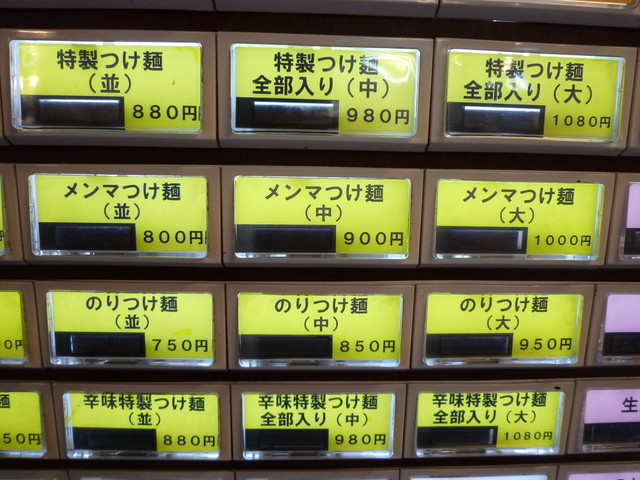 特製つけ麺
（並）
880円
特製つけ麺
全部入り（中）
980円
特製つけ麺
全部入り（大）
1080円
メンマつけ麺
（並）
800円
メンマつけ麺
（中）
900円
メンマつけ麺
（大）
1000円
のりつけ麺
（並）
750円
のりつけ麺
（中）
850円
のりつけ麺
（大）
950円
麺
50円
辛味特製つけ麺
（並）
880円
辛味特製つけ麺
全部入り（中）
980円
辛味特製つけ麺
全部入り（大）
1080円
生